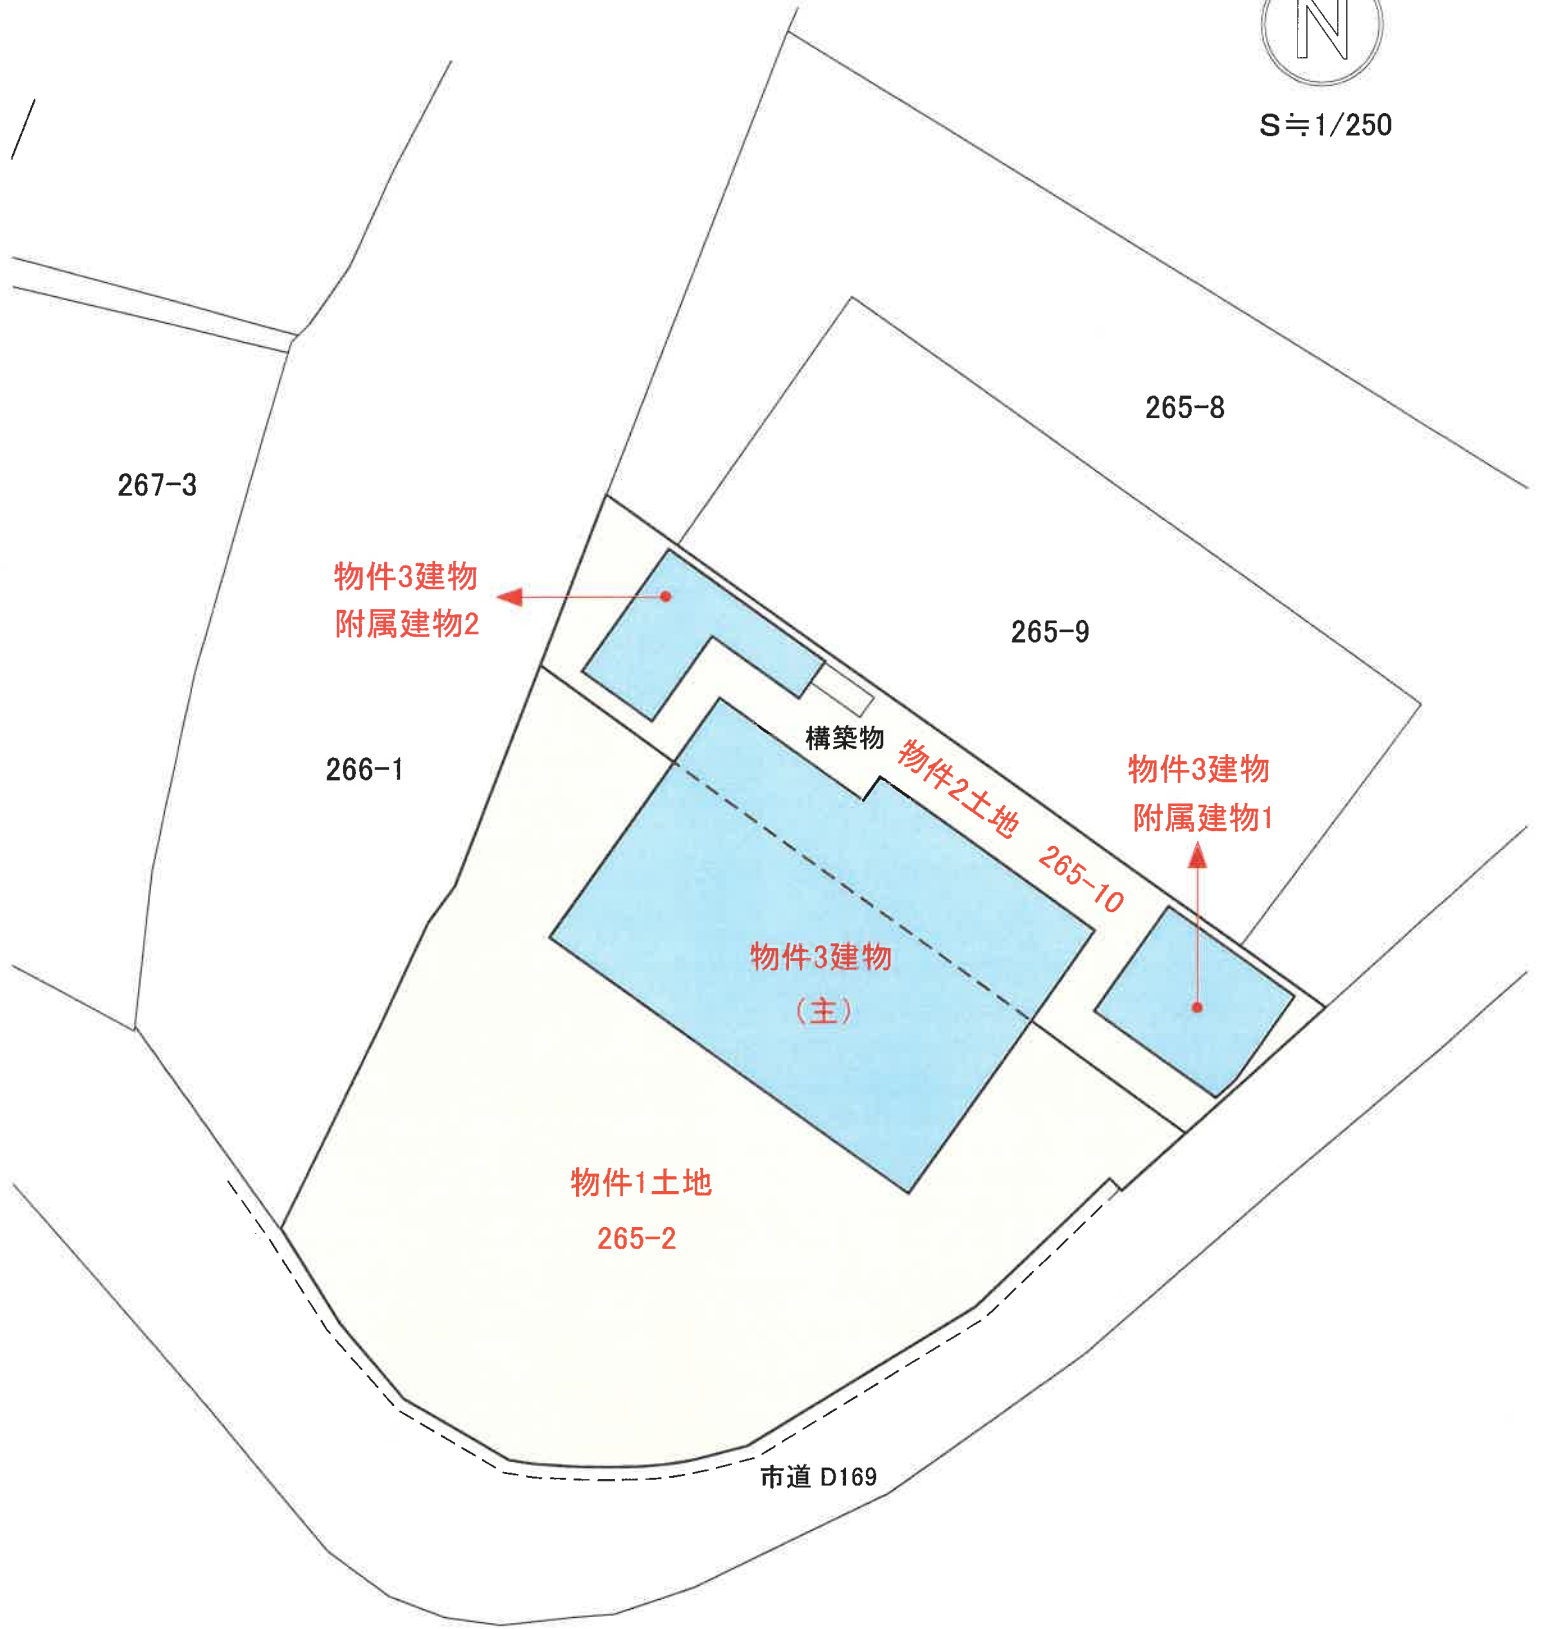 N
S≒1/250
265-8
267-3
物件3建物
附属建物2
265-9
構築物
物件2土地 265-10
物件3建物
附属建物1
266-1
物件3建物
(主)
物件1土地
265-2
市道 D169